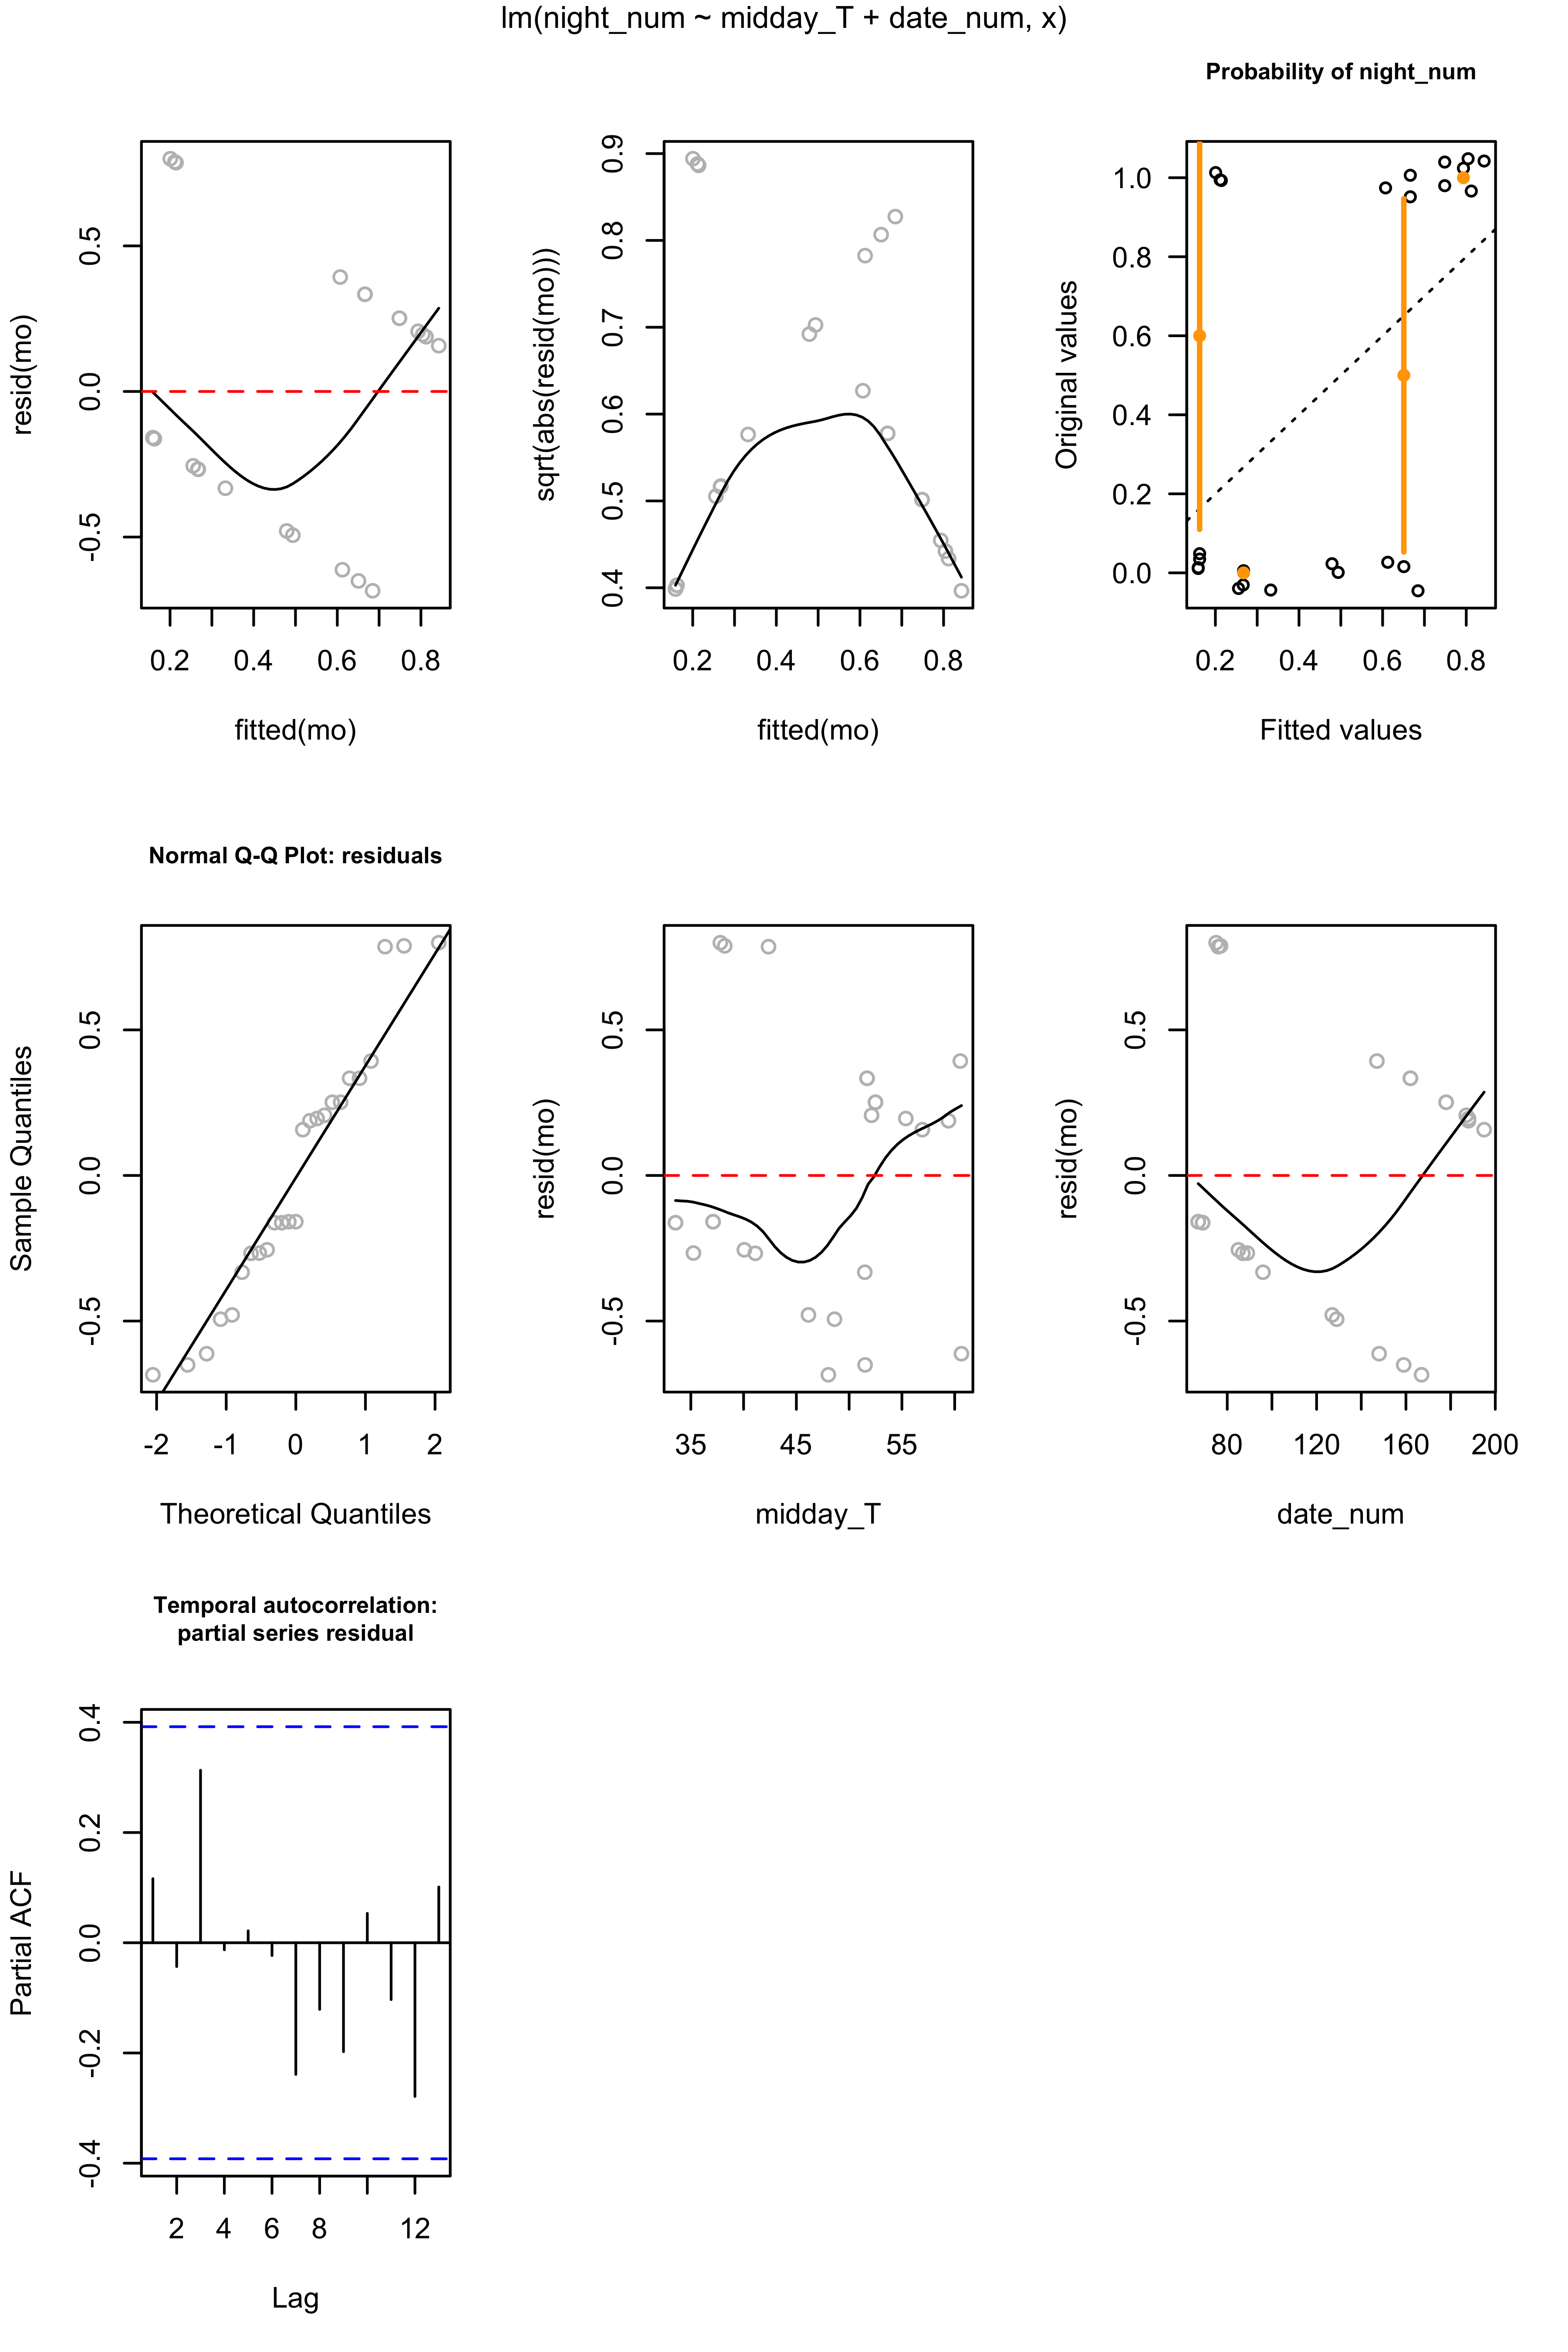 lm(night_num ~ midday_T + date_num, x)
resid(mo)
0.5
0.0
-0.5
0.2 0.4 0.6 0.8
fitted(mo)
sqrt(abs(resid(mo)))
0.9
0.8
0.7
0.6
0.5
0.4
0.2 0.4 0.6 0.8
fitted(mo)
Probability of night_num
Original values
1.0
0.8
0.6
0.4
0.2
0.0
0.2 0.4 0.6 0.8
Fitted values
Normal Q-Q Plot: residuals
Sample Quantiles
0.5
0.0
-0.5
-2 -1 0 1 2
Theoretical Quantiles
resid(mo)
0.5
0.0
-0.5
35 45 55
midday_T
resid(mo)
0.5
0.0
-0.5
80 120 160 200
date_num
Temporal autocorrelation:
partial series residual
Partial ACF
0.4
0.2
0.0
-0.2
-0.4
2 4 6 8 12
Lag